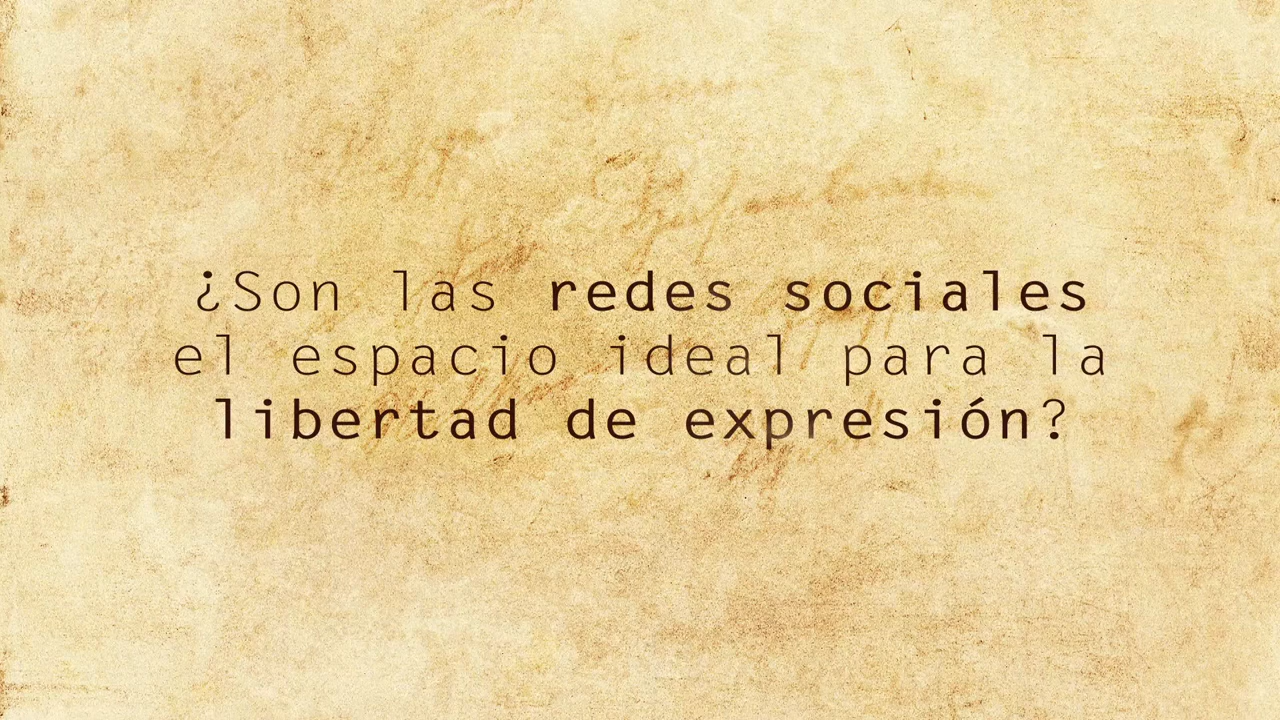 ¿Son las redes sociales
el espacio ideal para la
libertad de expresión?